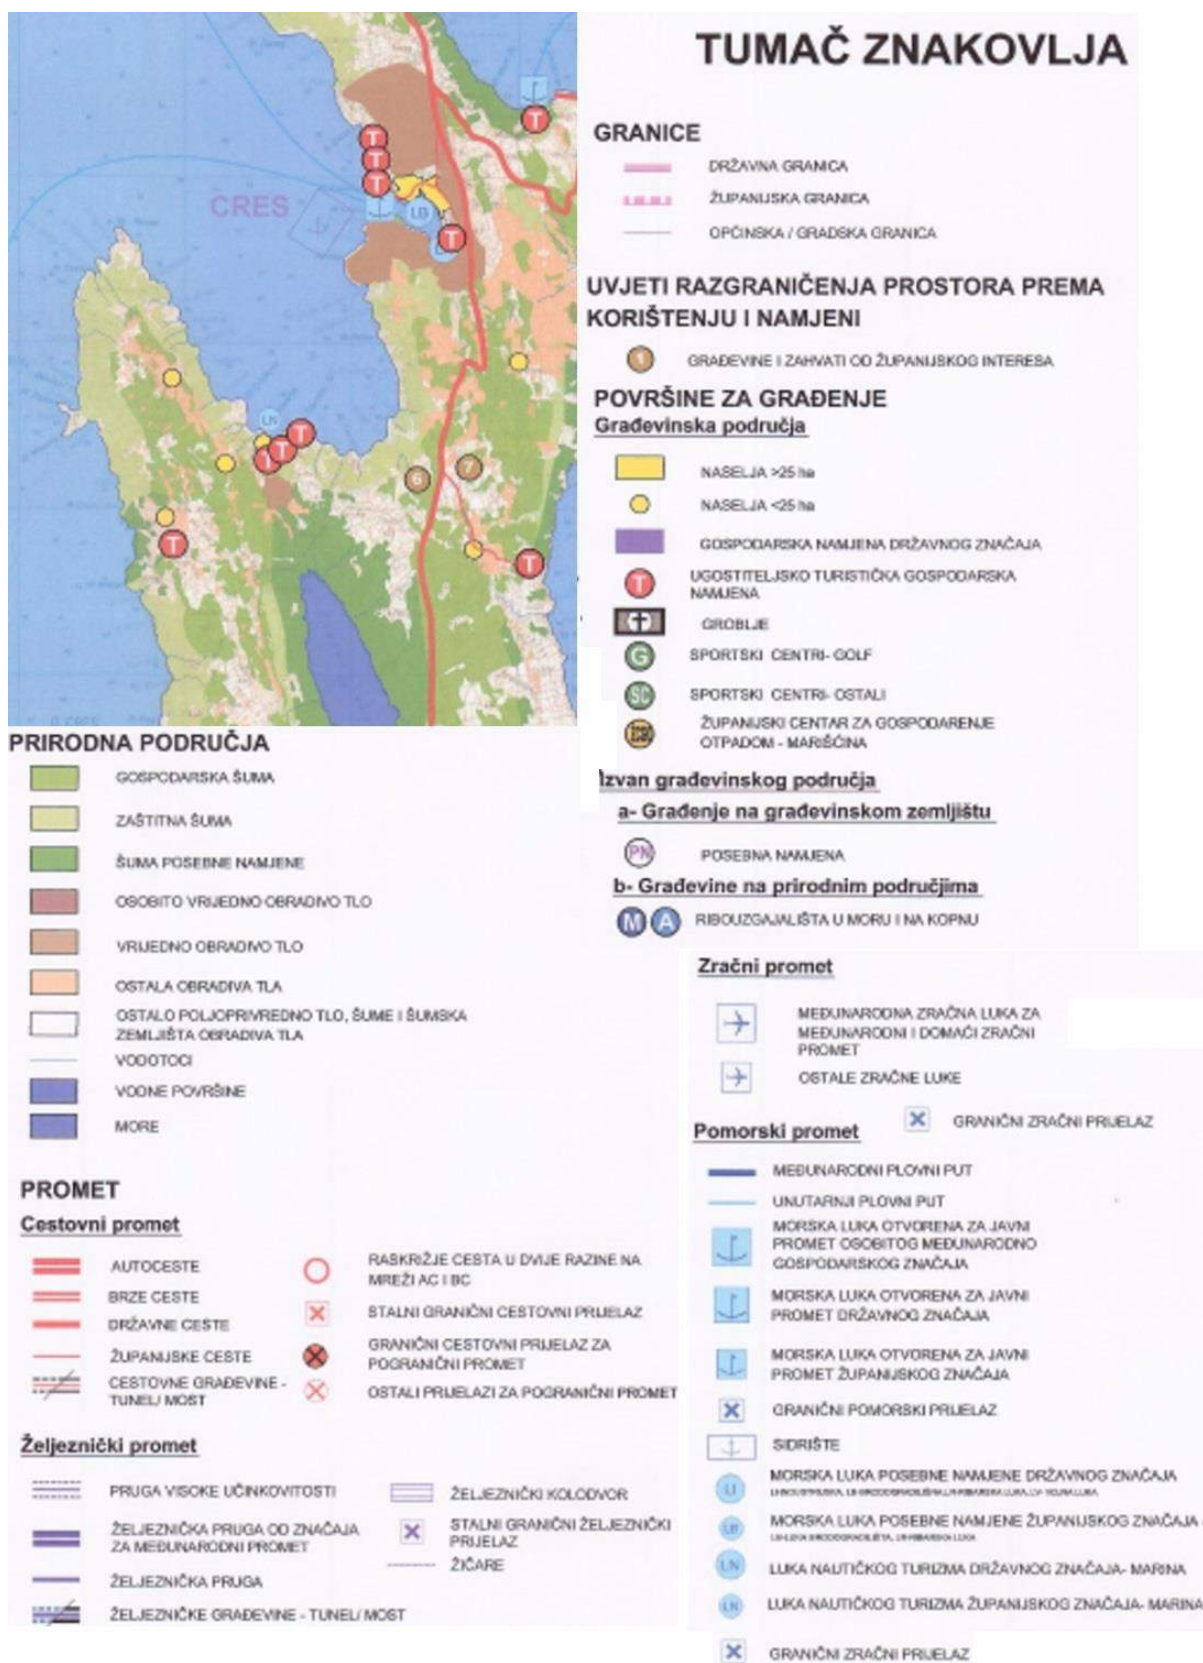 CRES
LB
T
T
T
T
T
LN
T
T
T
T
6
7
TUMAČ ZNAKOVLJA
GRANICE
DRŽAVNA GRANICA
ŽUPANIJSKA GRANICA
OPĆINSKA / GRADSKA GRANICA
UVJETI RAZGRANIČENJA PROSTORA PREMA
KORIŠTENJU I NAMJENI
1 GRAĐEVINE I ZAHVATI OD ŽUPANIJSKOG INTERESA
POVRŠINE ZA GRAĐENJE
Građevinska područja
NASELJA >25 ha
NASELJA <25 ha
GOSPODARSKA NAMJENA DRŽAVNOG ZNAČAJA
T UGOSTITELJSKO TURISTIČKA GOSPODARSKA
NAMJENA
GROBLJE
G SPORTSKI CENTRI- GOLF
SC SPORTSKI CENTRI- OSTALI
ŽUPANIJSKI CENTAR ZA GOSPODARENJE
OTPADOM - MARIŠĆINA
Izvan građevinskog područja
a- Građenje na građevinskom zemljištu
PN POSEBNA NAMJENA
b- Građevine na prirodnim područjima
M A RIBOUZGAJALIŠTA U MORU I NA KOPNU
PRIRODNA PODRUČJA
GOSPODARSKA ŠUMA
ZAŠTITNA ŠUMA
ŠUMA POSEBNE NAMJENE
OSOBITO VRIJEDNO OBRADIVO TLO
VRIJEDNO OBRADIVO TLO
OSTALA OBRADIVA TLA
OSTALO POLJOPRIVREDNO TLO, ŠUME I ŠUMSKA
ZEMLJIŠTA OBRADIVA TLA
VODOTOCI
VODNE POVRŠINE
MORE
PROMET
Cestovni promet
AUTOCESTE
BRZE CESTE
DRŽAVNE CESTE
ŽUPANIJSKE CESTE
CESTOVNE GRAĐEVINE -
TUNEL/ MOST
RASKRIŽJE CESTA U DVIJE RAZINE NA
MREŽI AC I BC
STALNI GRANIČNI CESTOVNI PRIJELAZ
GRANIČNI CESTOVNI PRIJELAZ ZA
POGRANIČNI PROMET
OSTALI PRIJELAZI ZA POGRANIČNI PROMET
Željeznički promet
PRUGA VISOKE UČINKOVITOSTI
ŽELJEZNIČKA PRUGA OD ZNAČAJA
ZA MEĐUNARODNI PROMET
ŽELJEZNIČKA PRUGA
ŽELJEZNIČKE GRAĐEVINE - TUNEL/ MOST
ŽELJEZNIČKI KOLODVOR
STALNI GRANIČNI ŽELJEZNIČKI
PRIJELAZ
ŽIČARE
Zračni promet
MEĐUNARODNA ZRAČNA LUKA ZA
MEĐUNARODNI I DOMAĆI ZRAČNI
PROMET
OSTALE ZRAČNE LUKE
GRANIČNI ZRAČNI PRIJELAZ
Pomorski promet
MEĐUNARODNI PLOVNI PUT
UNUTARNJI PLOVNI PUT
MORSKA LUKA OTVORENA ZA JAVNI
PROMET OSOBITOG MEĐUNARODNO
GOSPODARSKOG ZNAČAJA
MORSKA LUKA OTVORENA ZA JAVNI
PROMET DRŽAVNOG ZNAČAJA
MORSKA LUKA OTVORENA ZA JAVNI
PROMET ŽUPANIJSKOG ZNAČAJA
GRANIČNI POMORSKI PRIJELAZ
SIDRIŠTE
MORSKA LUKA POSEBNE NAMJENE DRŽAVNOG ZNAČAJA
LB MORSKA LUKA POSEBNE NAMJENE ŽUPANIJSKOG ZNAČAJA
LN LUKA NAUTIČKOG TURIZMA DRŽAVNOG ZNAČAJA- MARINA
LN LUKA NAUTIČKOG TURIZMA ŽUPANIJSKOG ZNAČAJA- MARINA
GRANIČNI ZRAČNI PRIJELAZ